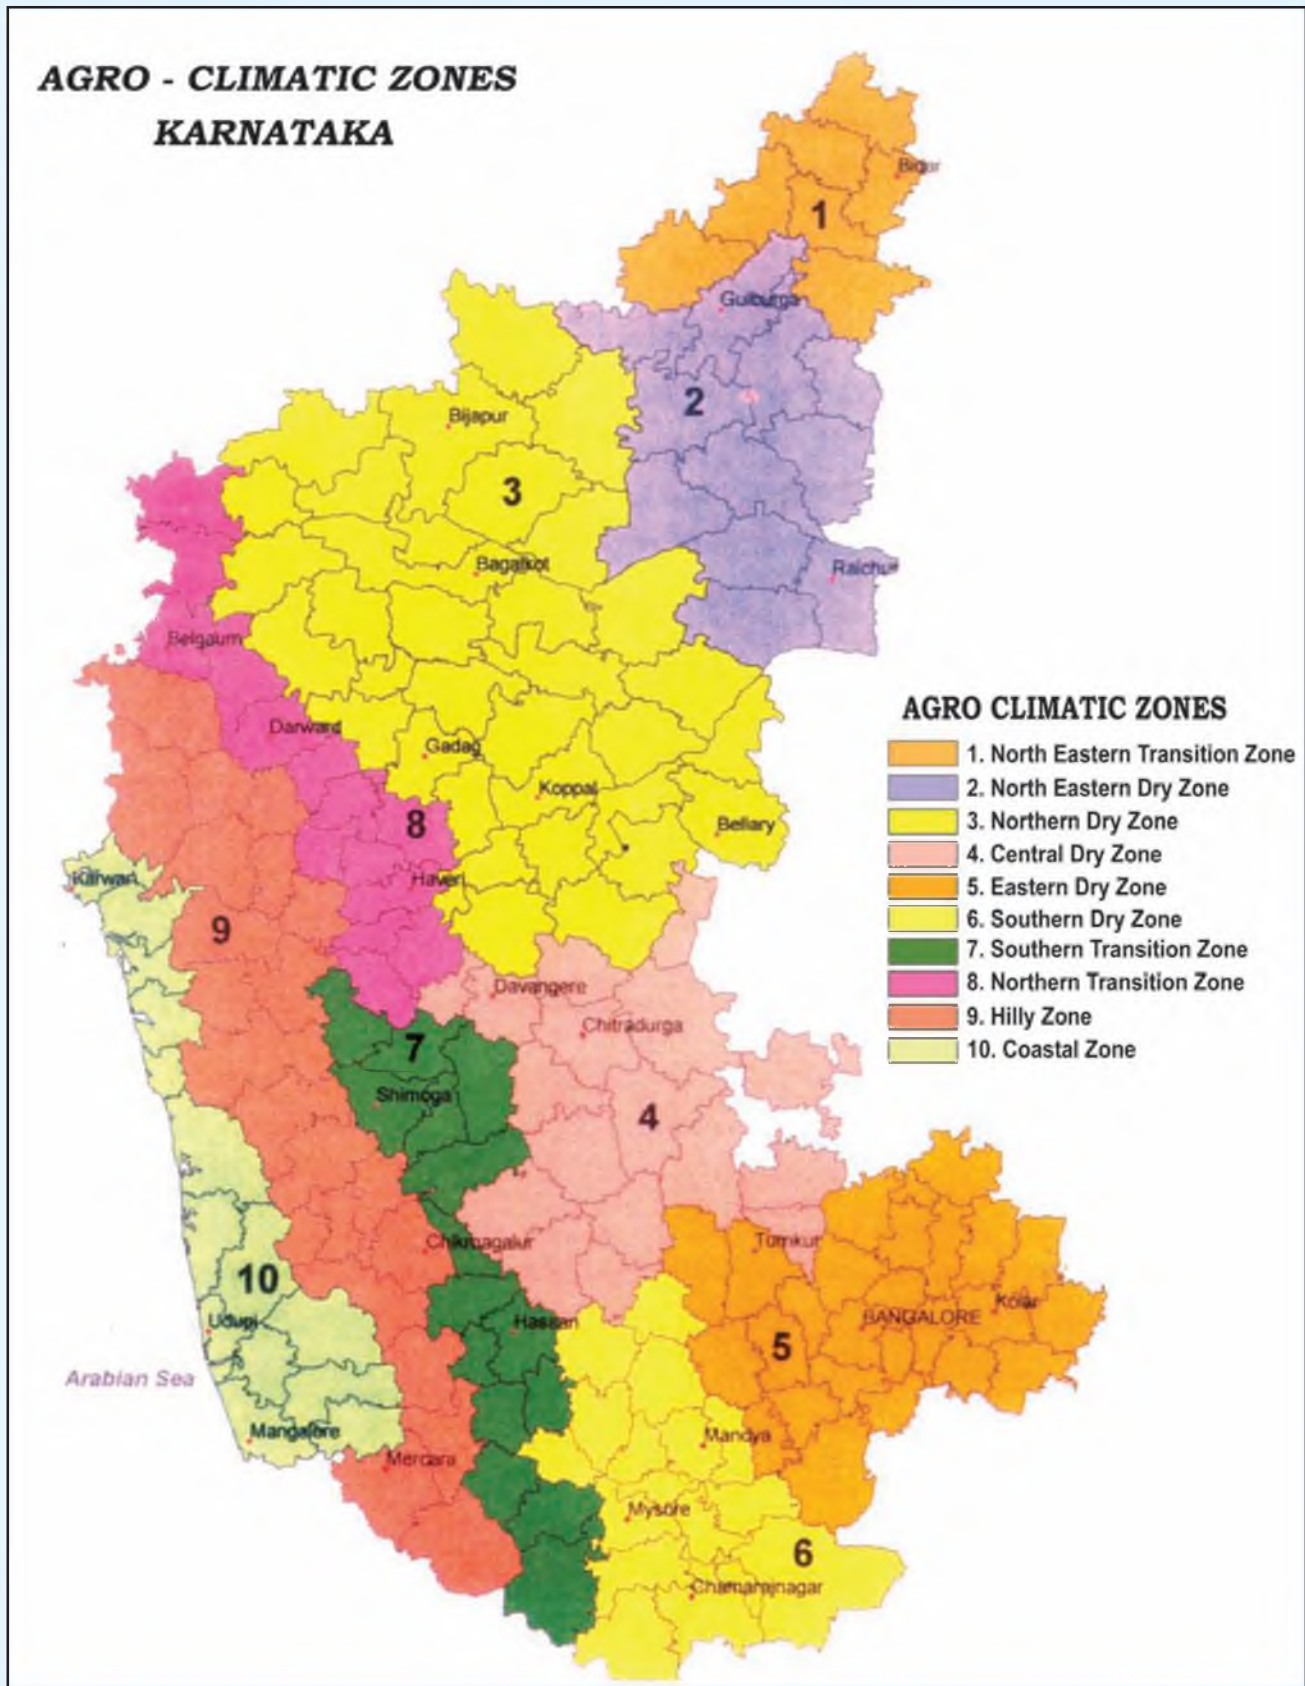 AGRO - CLIMATIC ZONES
KARNATAKA
Bidar
1
Gulburga
2
Bijapur
3
Bagalkot
Raichur
Belgaum
Darward
Gadag
Koppal
Bellary
8
Haveri
Karwar
9
Davangere
Chitradurga
7
Shimoga
4
Chikmagalur
Tumkur
10
Udupi
Hassan
BANGALORE
Kolar
5
Arabian Sea
Mangalore
Mandya
Mercara
Mysore
6
Chamarajnagar
AGRO CLIMATIC ZONES
1. North Eastern Transition Zone
2. North Eastern Dry Zone
3. Northern Dry Zone
4. Central Dry Zone
5. Eastern Dry Zone
6. Southern Dry Zone
7. Southern Transition Zone
8. Northern Transition Zone
9. Hilly Zone
10. Coastal Zone